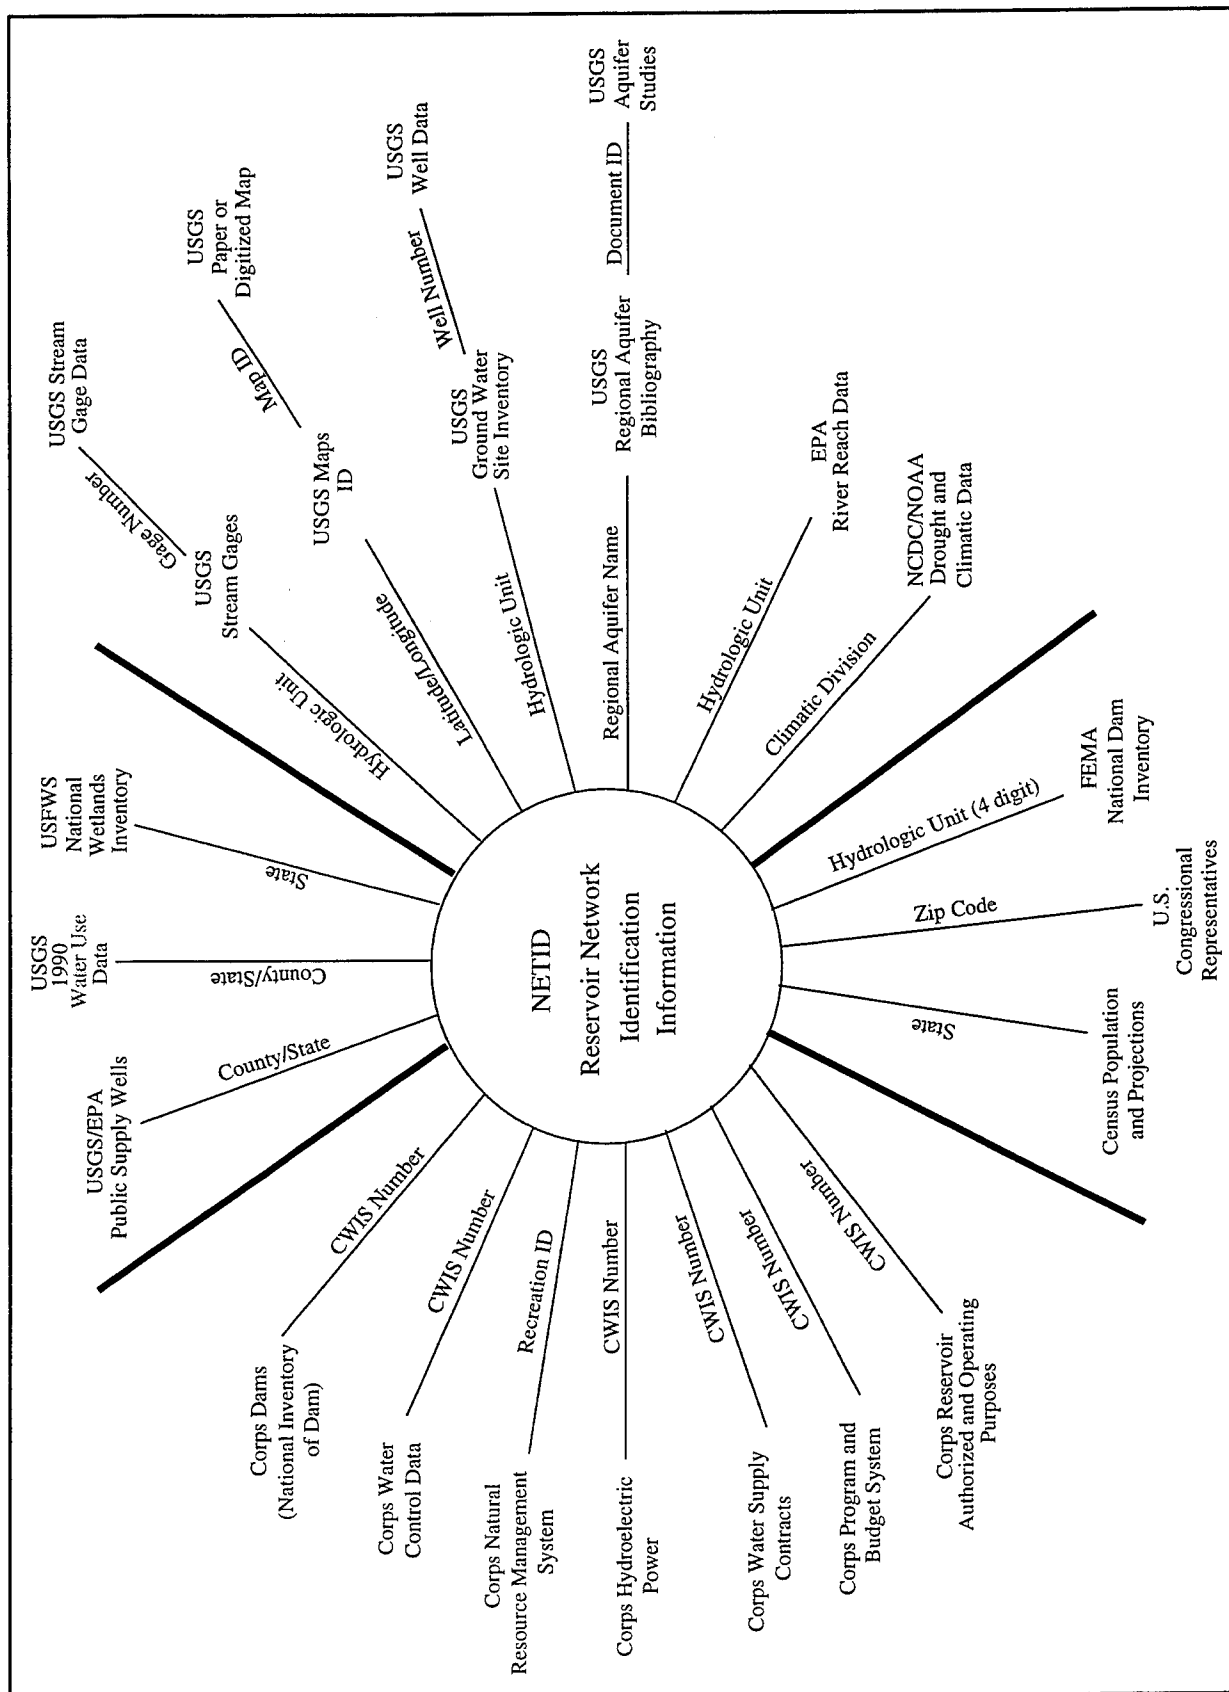 USGS/EPA
Public Supply Wells
County/State
USGS
1990
Water Use
Data
County/State
USFWS
National
Wetlands
Inventory
State
USGS Stream
Gage Data
Gage Number
USGS
Stream Gages
Hydrologic Unit
USGS
Paper or
Digitized Map
Map ID
USGS Maps
ID
Latitude/Longitude
USGS
Well Data
Well Number
USGS
Ground Water
Site Inventory
Hydrologic Unit
USGS
Aquifer
Studies
Document ID
USGS
Regional Aquifer
Bibliography
Regional Aquifer Name
EPA
River Reach Data
Hydrologic Unit
NCDC/NOAA
Drought and
Climatic Data
Climatic Division
FEMA
National Dam
Inventory
Hydrologic Unit (4 digit)
U.S.
Congressional
Representatives
Zip Code
Census Population
and Projections
State
NETID
Reservoir Network
Identification
Information
Corps Dams
(National Inventory
of Dam)
CWIS Number
Corps Water
Control Data
CWIS Number
Corps Natural
Resource Management
System
Recreation ID
Corps Hydroelectric
Power
CWIS Number
Corps Water Supply
Contracts
CWIS Number
Corps Program and
Budget System
CWIS Number
Corps Reservoir
Authorized and Operating
Purposes
CWIS Number